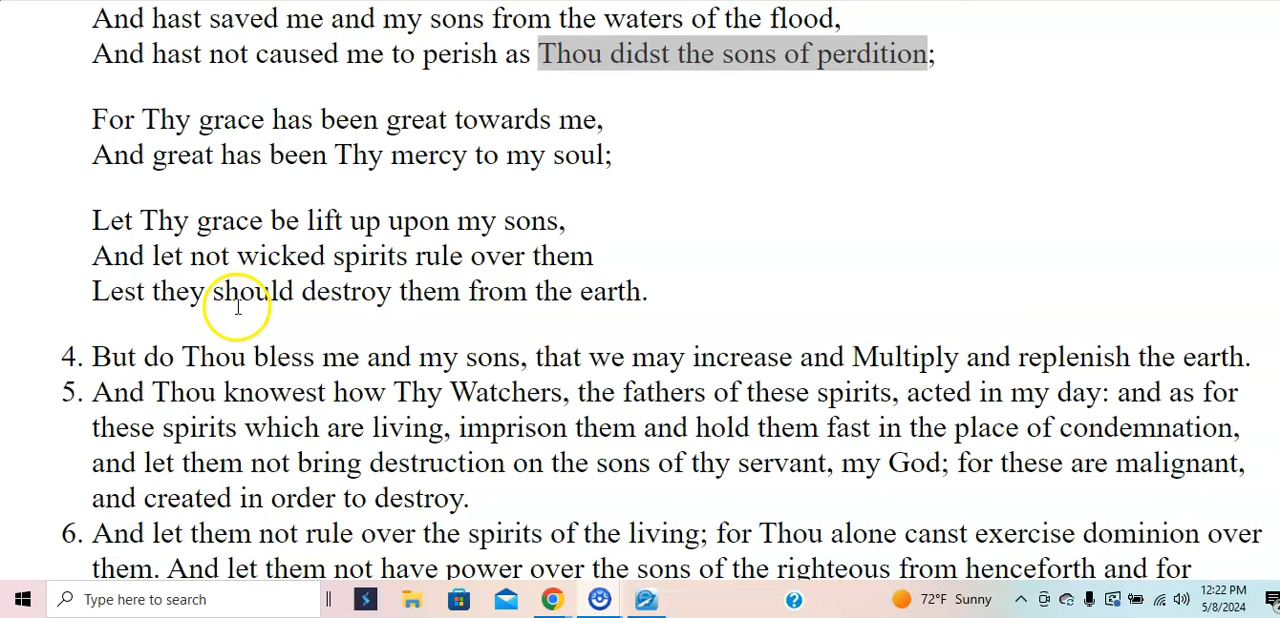 And hast saved me and my sons from the waters of the flood,
And hast not caused me to perish as Thou didst the sons of perdition;
For Thy grace has been great towards me,
And great has been Thy mercy to my soul;
Let Thy grace be lift up upon my sons,
And let not wicked spirits rule over them
Lest they should destroy them from the earth.
4. But do Thou bless me and my sons, that we may increase and Multiply and replenish the earth.
5. And Thou knowest how Thy Watchers, the fathers of these spirits, acted in my day: and as for
these spirits which are living, imprison them and hold them fast in the place of condemnation,
and let them not bring destruction on the sons of thy servant, my God; for these are malignant,
and created in order to destroy.
6. And let them not rule over the spirits of the living; for Thou alone canst exercise dominion over
them. And let them not have power over the sons of the righteous from henceforth and for
Type here to search
72°F Sunny
12:22 PM
5/8/2024